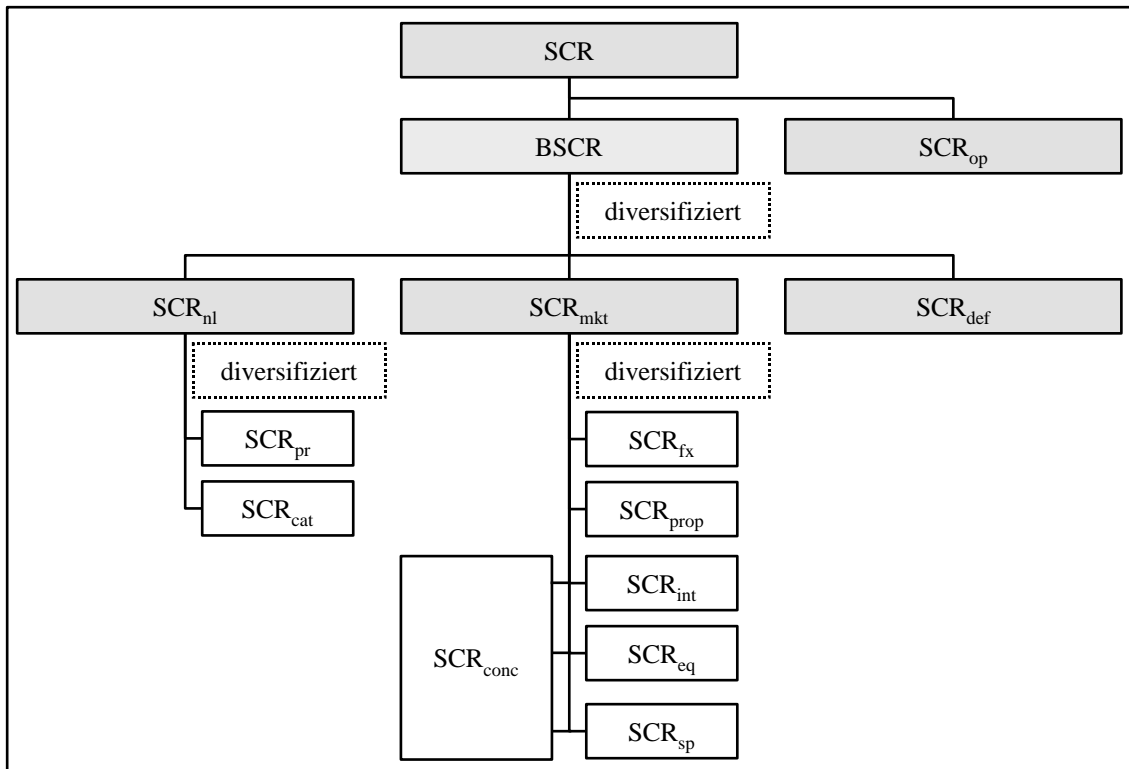 SCR
BSCR
SCR_op
diversifiziert
SCR_nl
SCR_mkt
SCR_def
diversifiziert
diversifiziert
SCR_pr
SCR_fx
SCR_cat
SCR_prop
SCR_int
SCR_conc
SCR_eq
SCR_sp